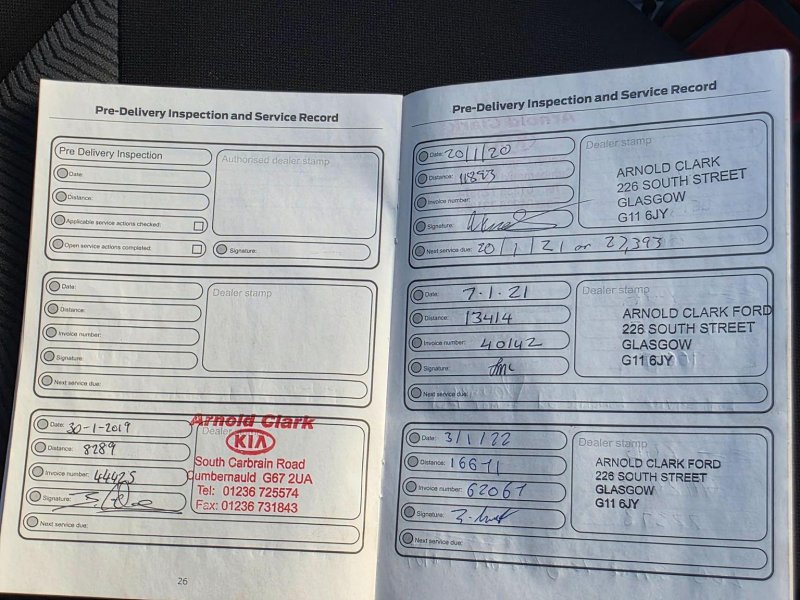 Pre-Delivery Inspection and Service Record
Pre Delivery Inspection
Date:
Distance:
Applicable service actions checked:
Open service actions completed:
Authorised dealer stamp
Signature:
Date:
Distance:
Invoice number:
Signature:
Next service due:
Dealer stamp
Date: 30-1-2019
Distance: 8289
Invoice number: 44425
Signature:
Next service due:
Arnold Clark
Dealer
KIA
South Carbrain Road
Cumbernauld G67 2UA
Tel: 01236 725574
Fax: 01236 731843
26
Pre-Delivery Inspection and Service Record
Date: 20/1/20
Distance: 11893
Invoice number:
Signature:
Next service due: 20/1/21 or 27,393
Dealer stamp
ARNOLD CLARK
226 SOUTH STREET
GLASGOW
G11 6JY
Date: 7-1-21
Distance: 13414
Invoice number: 40142
Signature:
Next service due:
Dealer stamp
ARNOLD CLARK FORD
226 SOUTH STREET
GLASGOW
G11 6JY
Date: 3/1/22
Distance: 16671
Invoice number: 62067
Signature:
Next service due:
Dealer stamp
ARNOLD CLARK FORD
226 SOUTH STREET
GLASGOW
G11 6JY